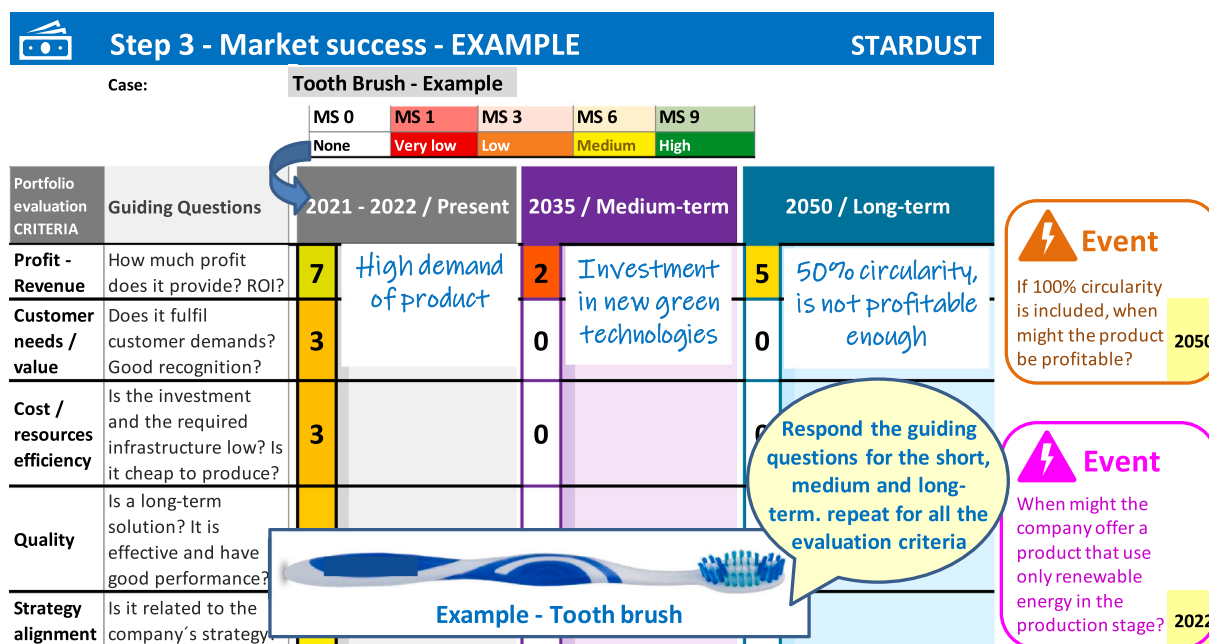 Step 3 - Market success - EXAMPLE
STARDUST
Case:
Tooth Brush - Example
MS 0
MS 1
MS 3
MS 6
MS 9
None
Very low
Low
Medium
High
Portfolio
evaluation
CRITERIA
Guiding Questions
2021 - 2022 / Present
2035 / Medium-term
2050 / Long-term
Profit -
Revenue
How much profit
does it provide? ROI?
7
High demand
of product
2
Investment
in new green
technologies
5
50% circularity,
is not profitable
enough
Customer
needs /
value
Does it fulfil
customer demands?
Good recognition?
3
0
0
Cost /
resources
efficiency
Is the investment
and the required
infrastructure low? Is
it cheap to produce?
3
0
Quality
Is a long-term
solution? It is
effective and have
good performance?
Strategy
alignment
Is it related to the
company´s strategy?
Example - Tooth brush
Respond the guiding
questions for the short,
medium and long-
term. repeat for all the
evaluation criteria
Event
If 100% circularity
is included, when
might the product
be profitable?
2050
Event
When might the
company offer a
product that use
only renewable
energy in the
production stage?
2022